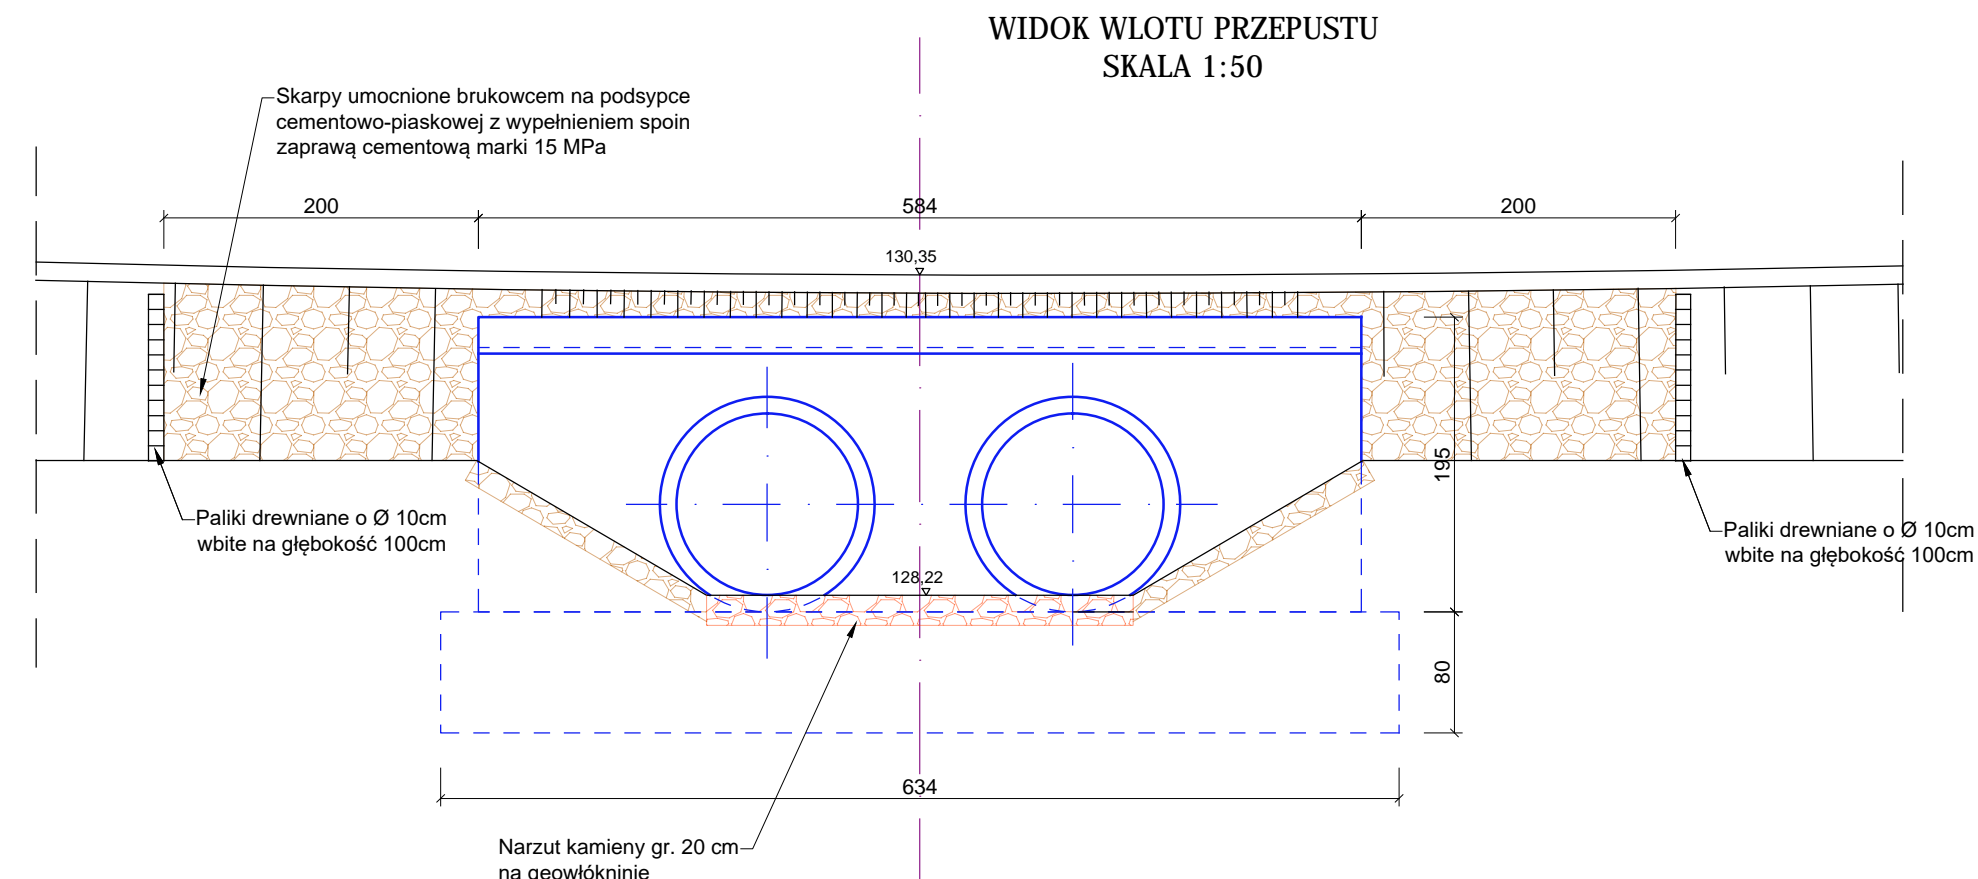 WIDOK WLOTU PRZEPUSTU
SKALA 1:50
Skarpy umocnione brukowcem na podsypce
cementowo-piaskowej z wypełnieniem spoin
zaprawą cementową marki 15 MPa
200
584
200
130,35
195
Paliki drewniane o Ø 10cm
wbite na głębokość 100cm
Paliki drewniane o Ø 10cm
wbite na głębokość 100cm
128,22
80
634
Narzut kamieny gr. 20 cm
na geowłókninie